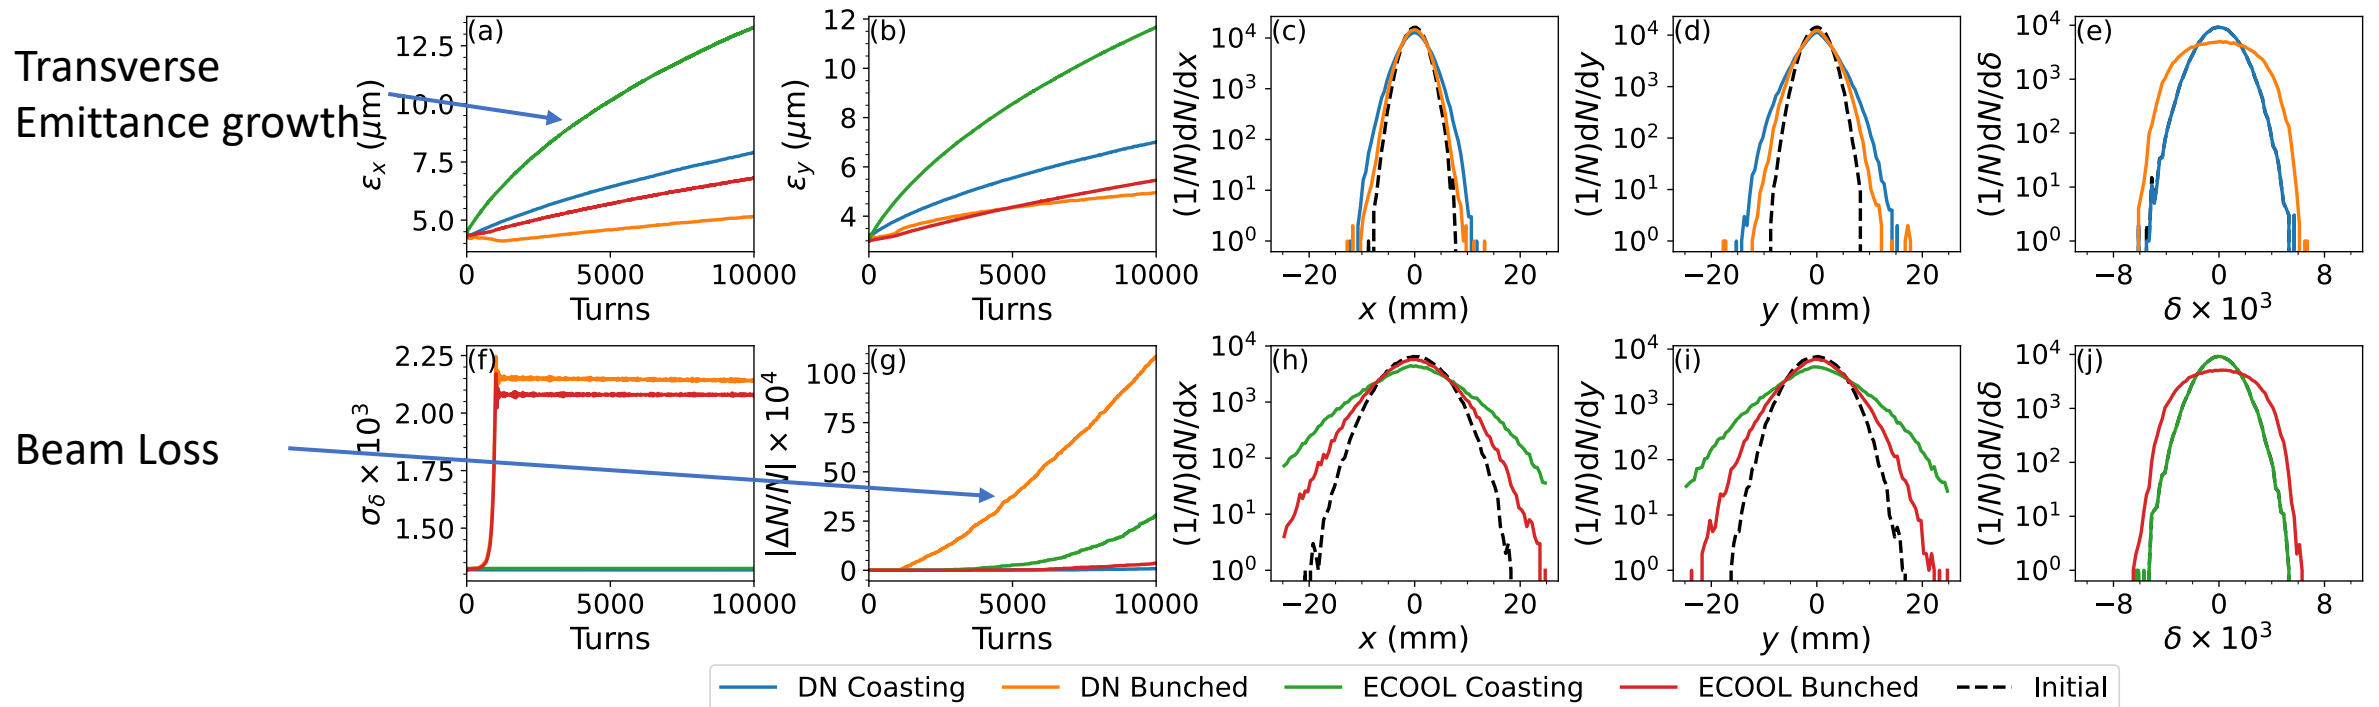 Transverse
Emittance growth
Beam Loss
(a)
12.5
10.0
7.5
5.0
εx (μm)
0 5000 10000
Turns
(b)
12
10
8
6
4
εy (μm)
0 5000 10000
Turns
(c)
10^4
10^3
10^2
10^1
10^0
(1/N)dN/dx
−20 0 20
x (mm)
(d)
10^4
10^3
10^2
10^1
10^0
(1/N)dN/dy
−20 0 20
y (mm)
(e)
10^4
10^3
10^2
10^1
10^0
(1/N)dN/dδ
−8 0 8
δ × 10^3
(f)
2.25
2.00
1.75
1.50
σδ × 10^3
0 5000 10000
Turns
(g)
100
75
50
25
0
|ΔN/N| × 10^4
0 5000 10000
Turns
(h)
10^4
10^3
10^2
10^1
10^0
(1/N)dN/dx
−20 0 20
x (mm)
(i)
10^4
10^3
10^2
10^1
10^0
(1/N)dN/dy
−20 0 20
y (mm)
(j)
10^4
10^3
10^2
10^1
10^0
(1/N)dN/dδ
−8 0 8
δ × 10^3
DN Coasting DN Bunched ECOOL Coasting ECOOL Bunched Initial